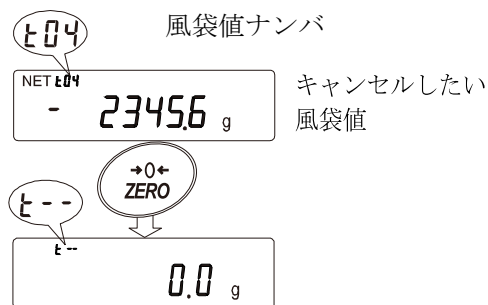 t04 風袋値ナンバ
NET t04
- 2345.6 g
キャンセルしたい
風袋値
→0←
ZERO
t--
t--
0.0 g